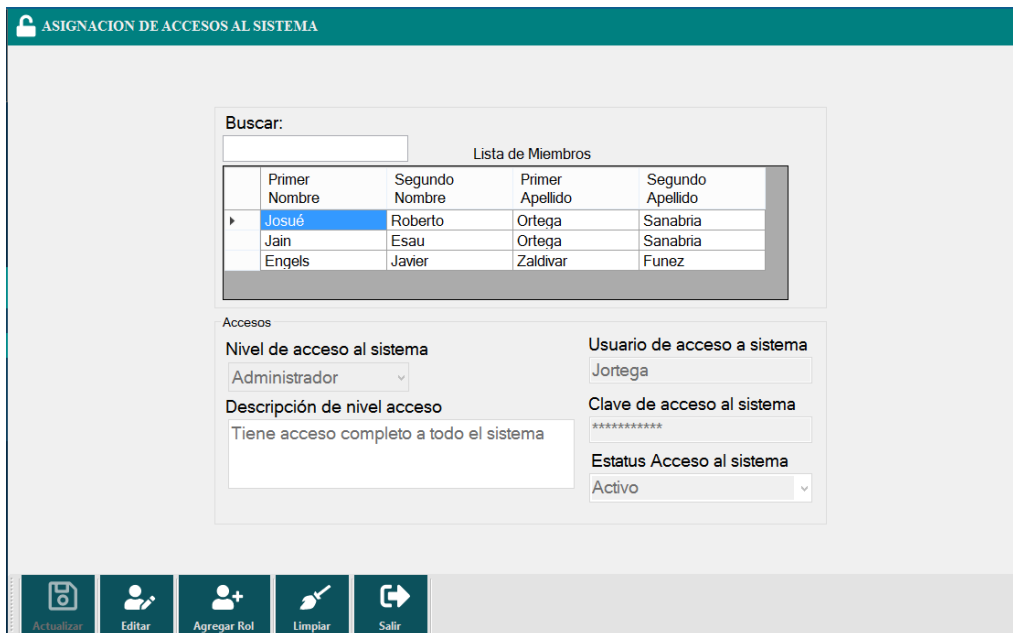 ASIGNACION DE ACCESOS AL SISTEMA
Buscar:
Lista de Miembros
Primer Nombre Segundo Nombre Primer Apellido Segundo Apellido
Josué Roberto Ortega Sanabria
Jain Esau Ortega Sanabria
Engels Javier Zaldivar Funez
Accesos
Nivel de acceso al sistema
Administrador
Descripción de nivel acceso
Tiene acceso completo a todo el sistema
Usuario de acceso a sistema
Jortega
Clave de acceso al sistema
***********
Estatus Acceso al sistema
Activo
Actualizar Editar Agregar Rol Limpiar Salir